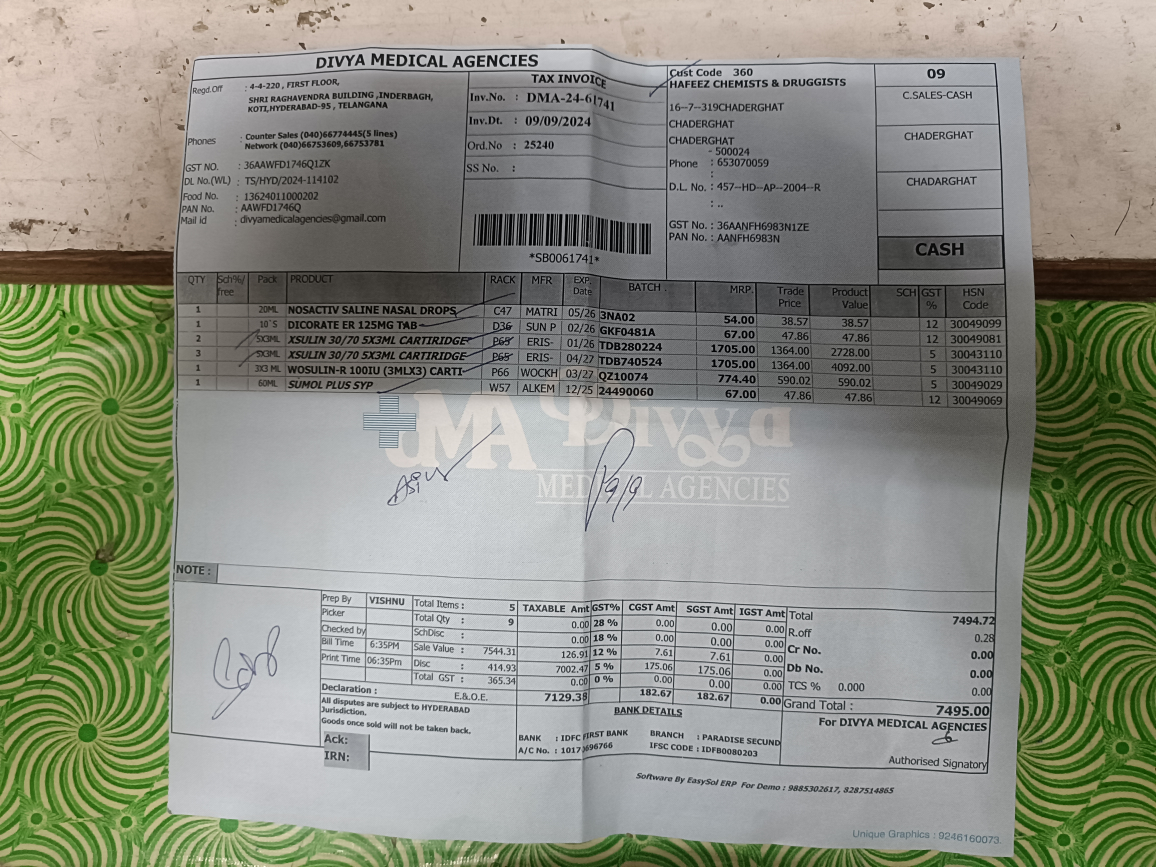 DIVYA MEDICAL AGENCIES
Regd.Off : 4-4-220 , FIRST FLOOR,
SHRI RAGHAVENDRA BUILDING ,INDERBAGH,
KOTI,HYDERABAD-95 , TELANGANA
Phones : Counter Sales (040)66774445(5 lines)
Network (040)66753609,66753781
GST NO. : 36AAWFD1746Q1ZK
DL No.(WL) : TS/HYD/2024-114102
Food No. : 13624011000202
PAN No. : AAWFD1746Q
Mail id : divyamedicalagencies@gmail.com
TAX INVOICE
Inv.No. : DMA-24-61741
Inv.Dt. : 09/09/2024
Ord.No : 25240
SS No. :
*SB0061741*
Cust Code 360
HAFEEZ CHEMISTS & DRUGGISTS
16-7-319CHADERGHAT
CHADERGHAT
CHADERGHAT
- 500024
Phone : 653070059
:
D.L. No. : 457--HD--AP--2004--R
: ..
GST No. : 36AANFH6983N1ZE
PAN No. : AANFH6983N
09
C.SALES-CASH
CHADERGHAT
CHADARGHAT
CASH
QTY Sch%/free Pack PRODUCT RACK MFR EXP. Date BATCH . MRP. Trade Price Product Value SCH GST % HSN Code
1 20ML NOSACTIV SALINE NASAL DROPS C47 MATRI 05/26 3NA02 54.00 38.57 38.57 12 30049099
1 10`S DICORATE ER 125MG TAB D36 SUN P 02/26 GKF0481A 67.00 47.86 47.86 12 30049081
2 5X3ML XSULIN 30/70 5X3ML CARTIRIDGE P65 ERIS- 01/26 TDB280224 1705.00 1364.00 2728.00 5 30043110
3 5X3ML XSULIN 30/70 5X3ML CARTIRIDGE P65 ERIS- 04/27 TDB740524 1705.00 1364.00 4092.00 5 30043110
1 3X3 ML WOSULIN-R 100IU (3MLX3) CARTI P66 WOCKH 03/27 QZ10074 774.40 590.02 590.02 5 30049029
1 60ML SUMOL PLUS SYP W57 ALKEM 12/25 24490060 67.00 47.86 47.86 12 30049069
DMA Divya
MEDICAL AGENCIES
NOTE :
Prep By VISHNU
Picker
Checked by
Bill Time 6:35PM
Print Time 06:35Pm
Total Items : 5
Total Qty : 9
SchDisc :
Sale Value : 7544.31
Disc : 414.93
Total GST : 365.34
TAXABLE Amt GST% CGST Amt SGST Amt IGST Amt
0.00 28 % 0.00 0.00 0.00
0.00 18 % 0.00 0.00 0.00
126.91 12 % 7.61 7.61 0.00
7002.47 5 % 175.06 175.06 0.00
0.00 0 % 0.00 0.00 0.00
7129.38 182.67 182.67 0.00
Total 7494.72
R.off 0.28
Cr No. 0.00
Db No. 0.00
TCS % 0.000 0.00
Grand Total : 7495.00
Declaration : E.&.O.E.
All disputes are subject to HYDERABAD
Jurisdiction.
Goods once sold will not be taken back.
Ack:
IRN:
BANK DETAILS
BANK : IDFC FIRST BANK BRANCH : PARADISE SECUND
IFSC CODE : IDFB0080203
For DIVYA MEDICAL AGENCIES
Authorised Signatory
Software By EasySol ERP For Demo : 9885302617, 8287514865
Unique Graphics : 9246160073.